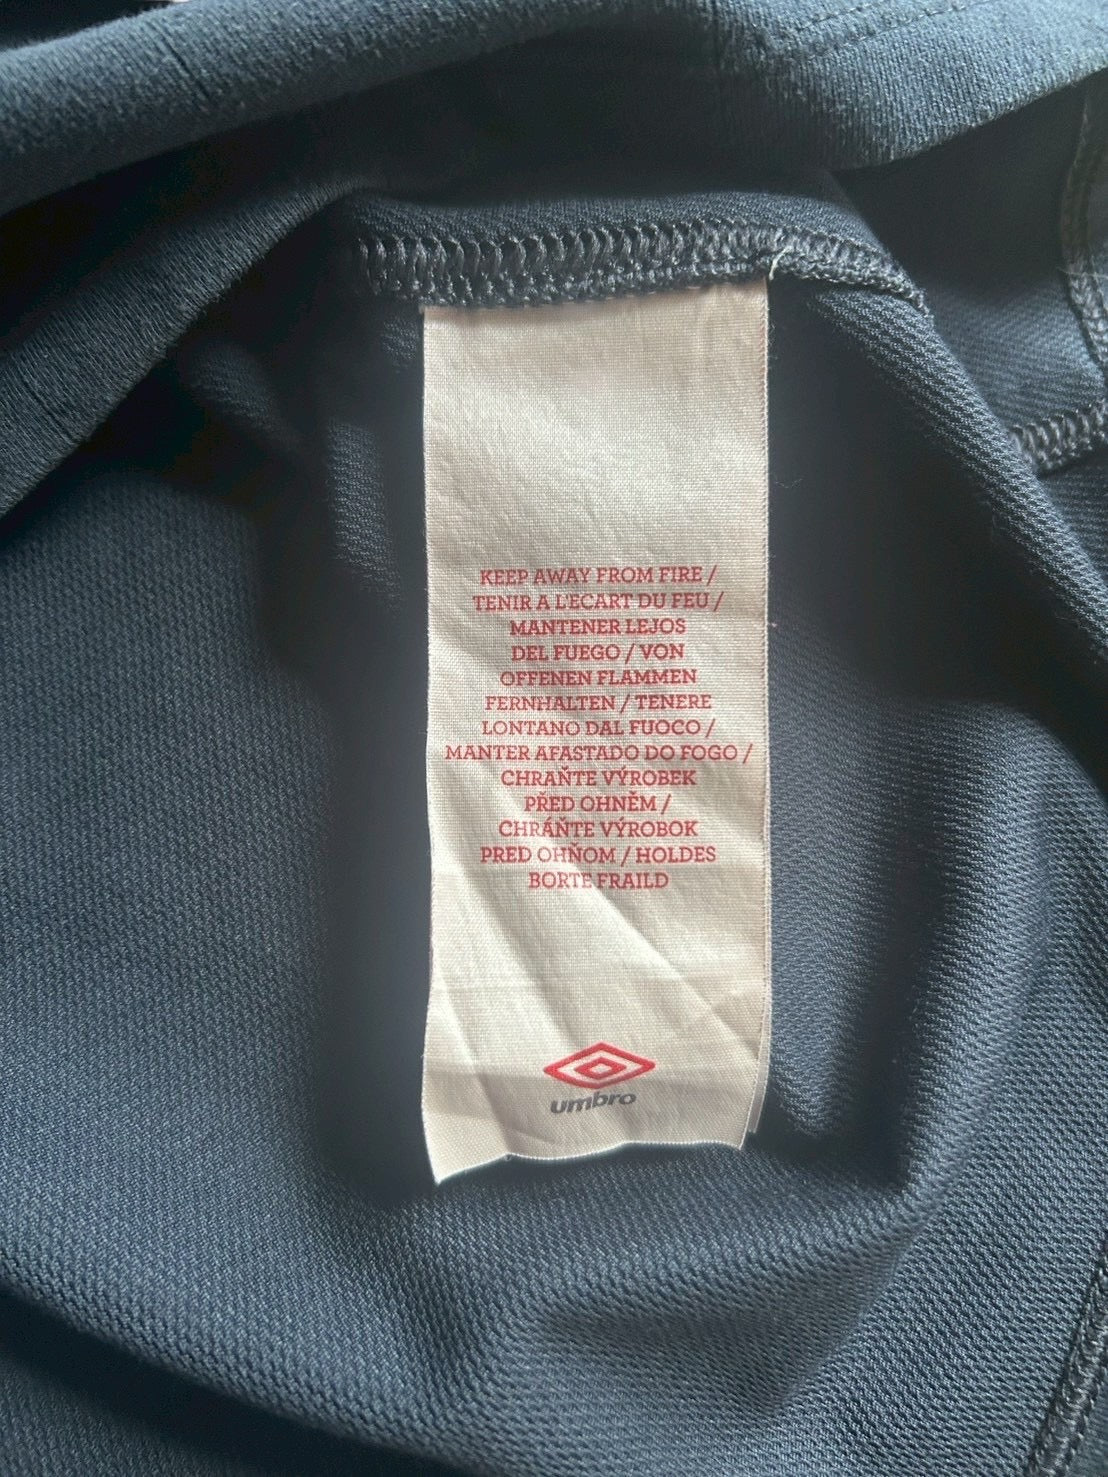 KEEP AWAY FROM FIRE /
TENIR A L'ECART DU FEU /
MANTENER LEJOS
DEL FUEGO / VON
OFFENEN FLAMMEN
FERNHALTEN / TENERE
LONTANO DAL FUOCO /
MANTER AFASTADO DO FOGO /
CHRAŇTE VÝROBEK
PŘED OHNĚM /
CHRÁŇTE VÝROBOK
PRED OHŇOM / HOLDES
BORTE FRAILD
umbro